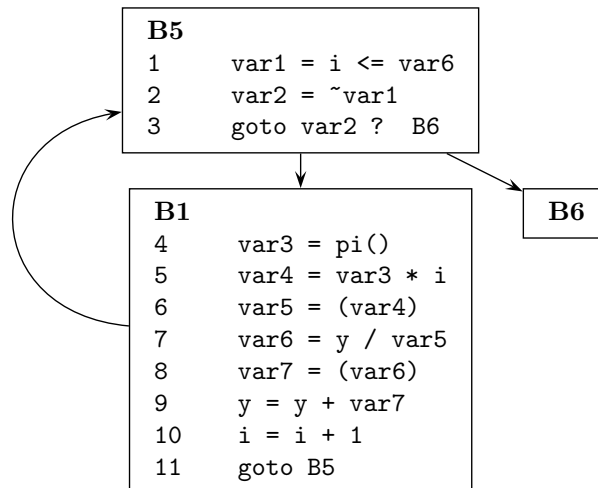 B5
1 var1 = i <= var6
2 var2 = ~var1
3 goto var2 ? B6
B1
4 var3 = pi()
5 var4 = var3 * i
6 var5 = (var4)
7 var6 = y / var5
8 var7 = (var6)
9 y = y + var7
10 i = i + 1
11 goto B5
B6